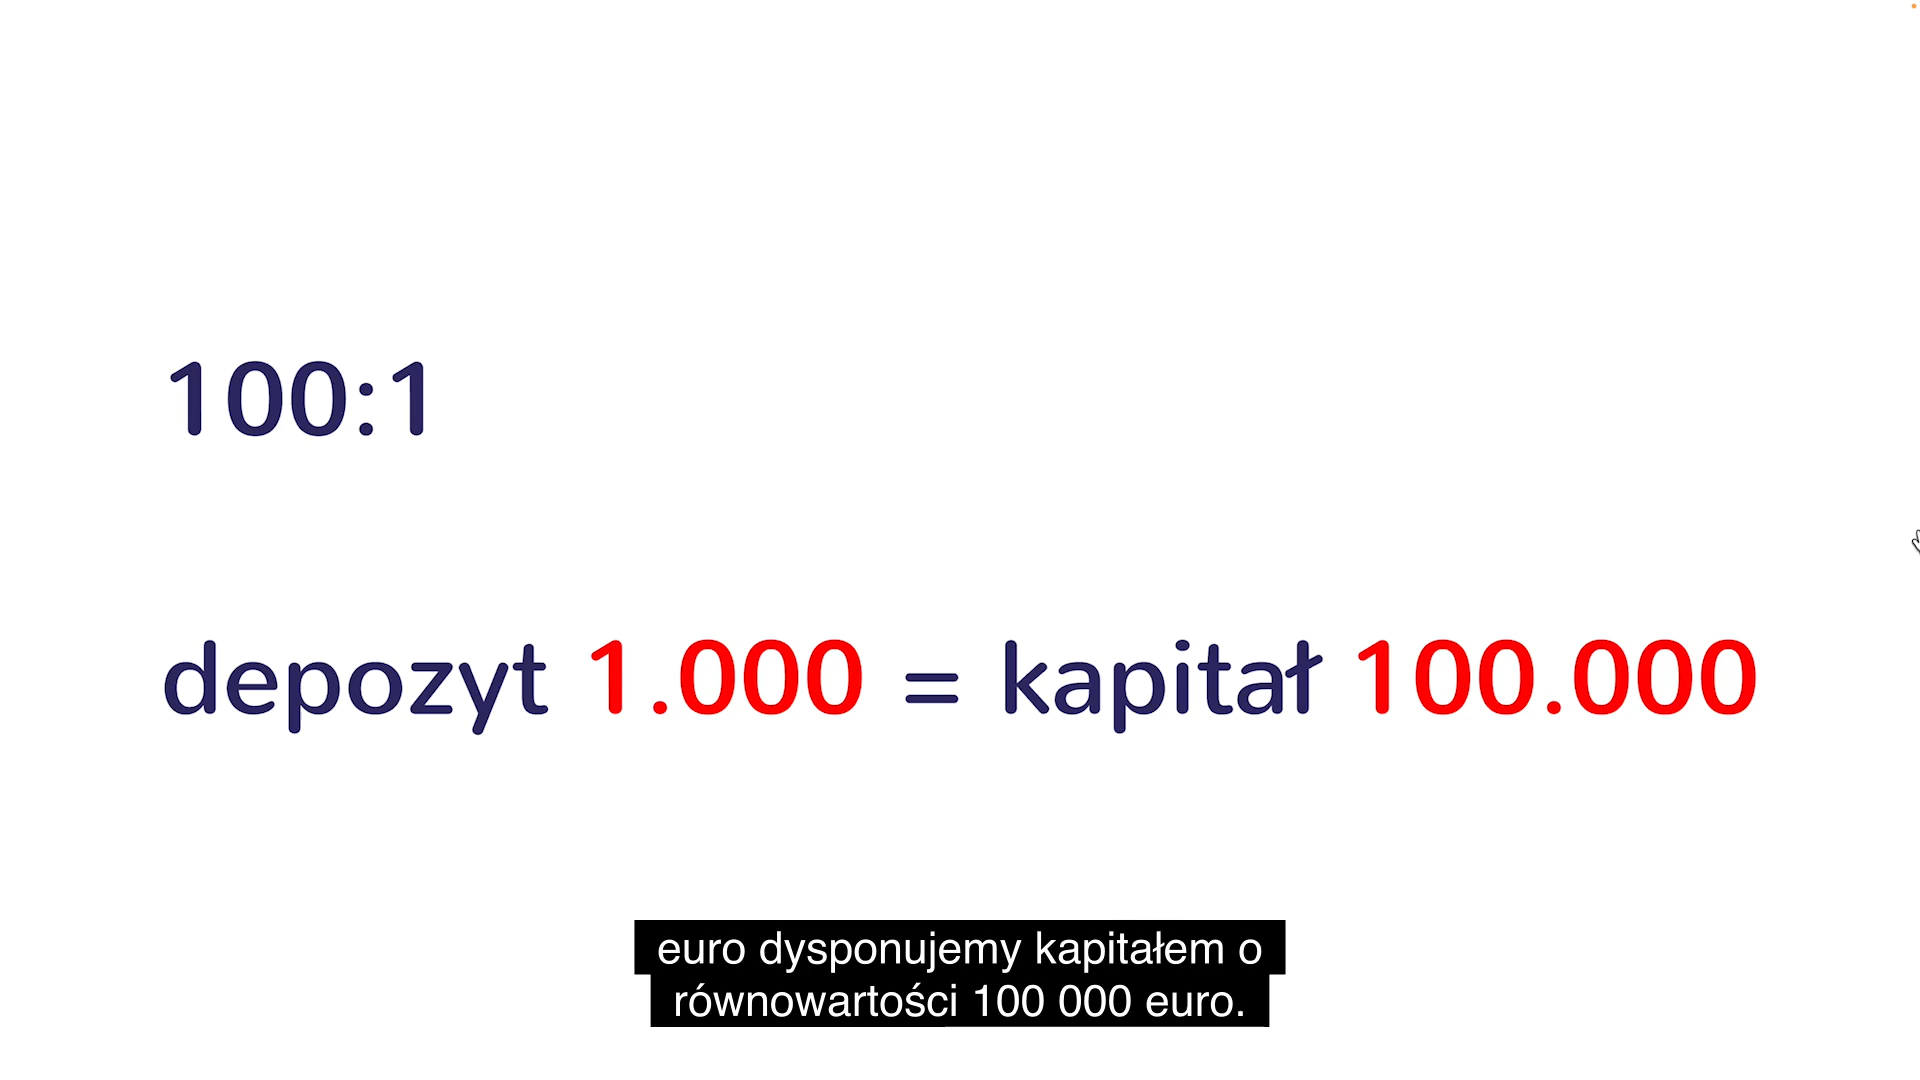 100:1
depozyt 1.000 = kapitał 100.000
euro dysponujemy kapitałem o
równowartości 100 000 euro.